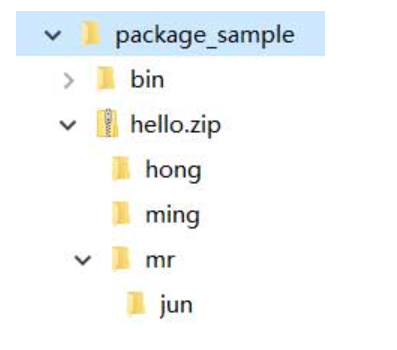 package_sample
bin
hello.zip
hong
ming
mr
jun